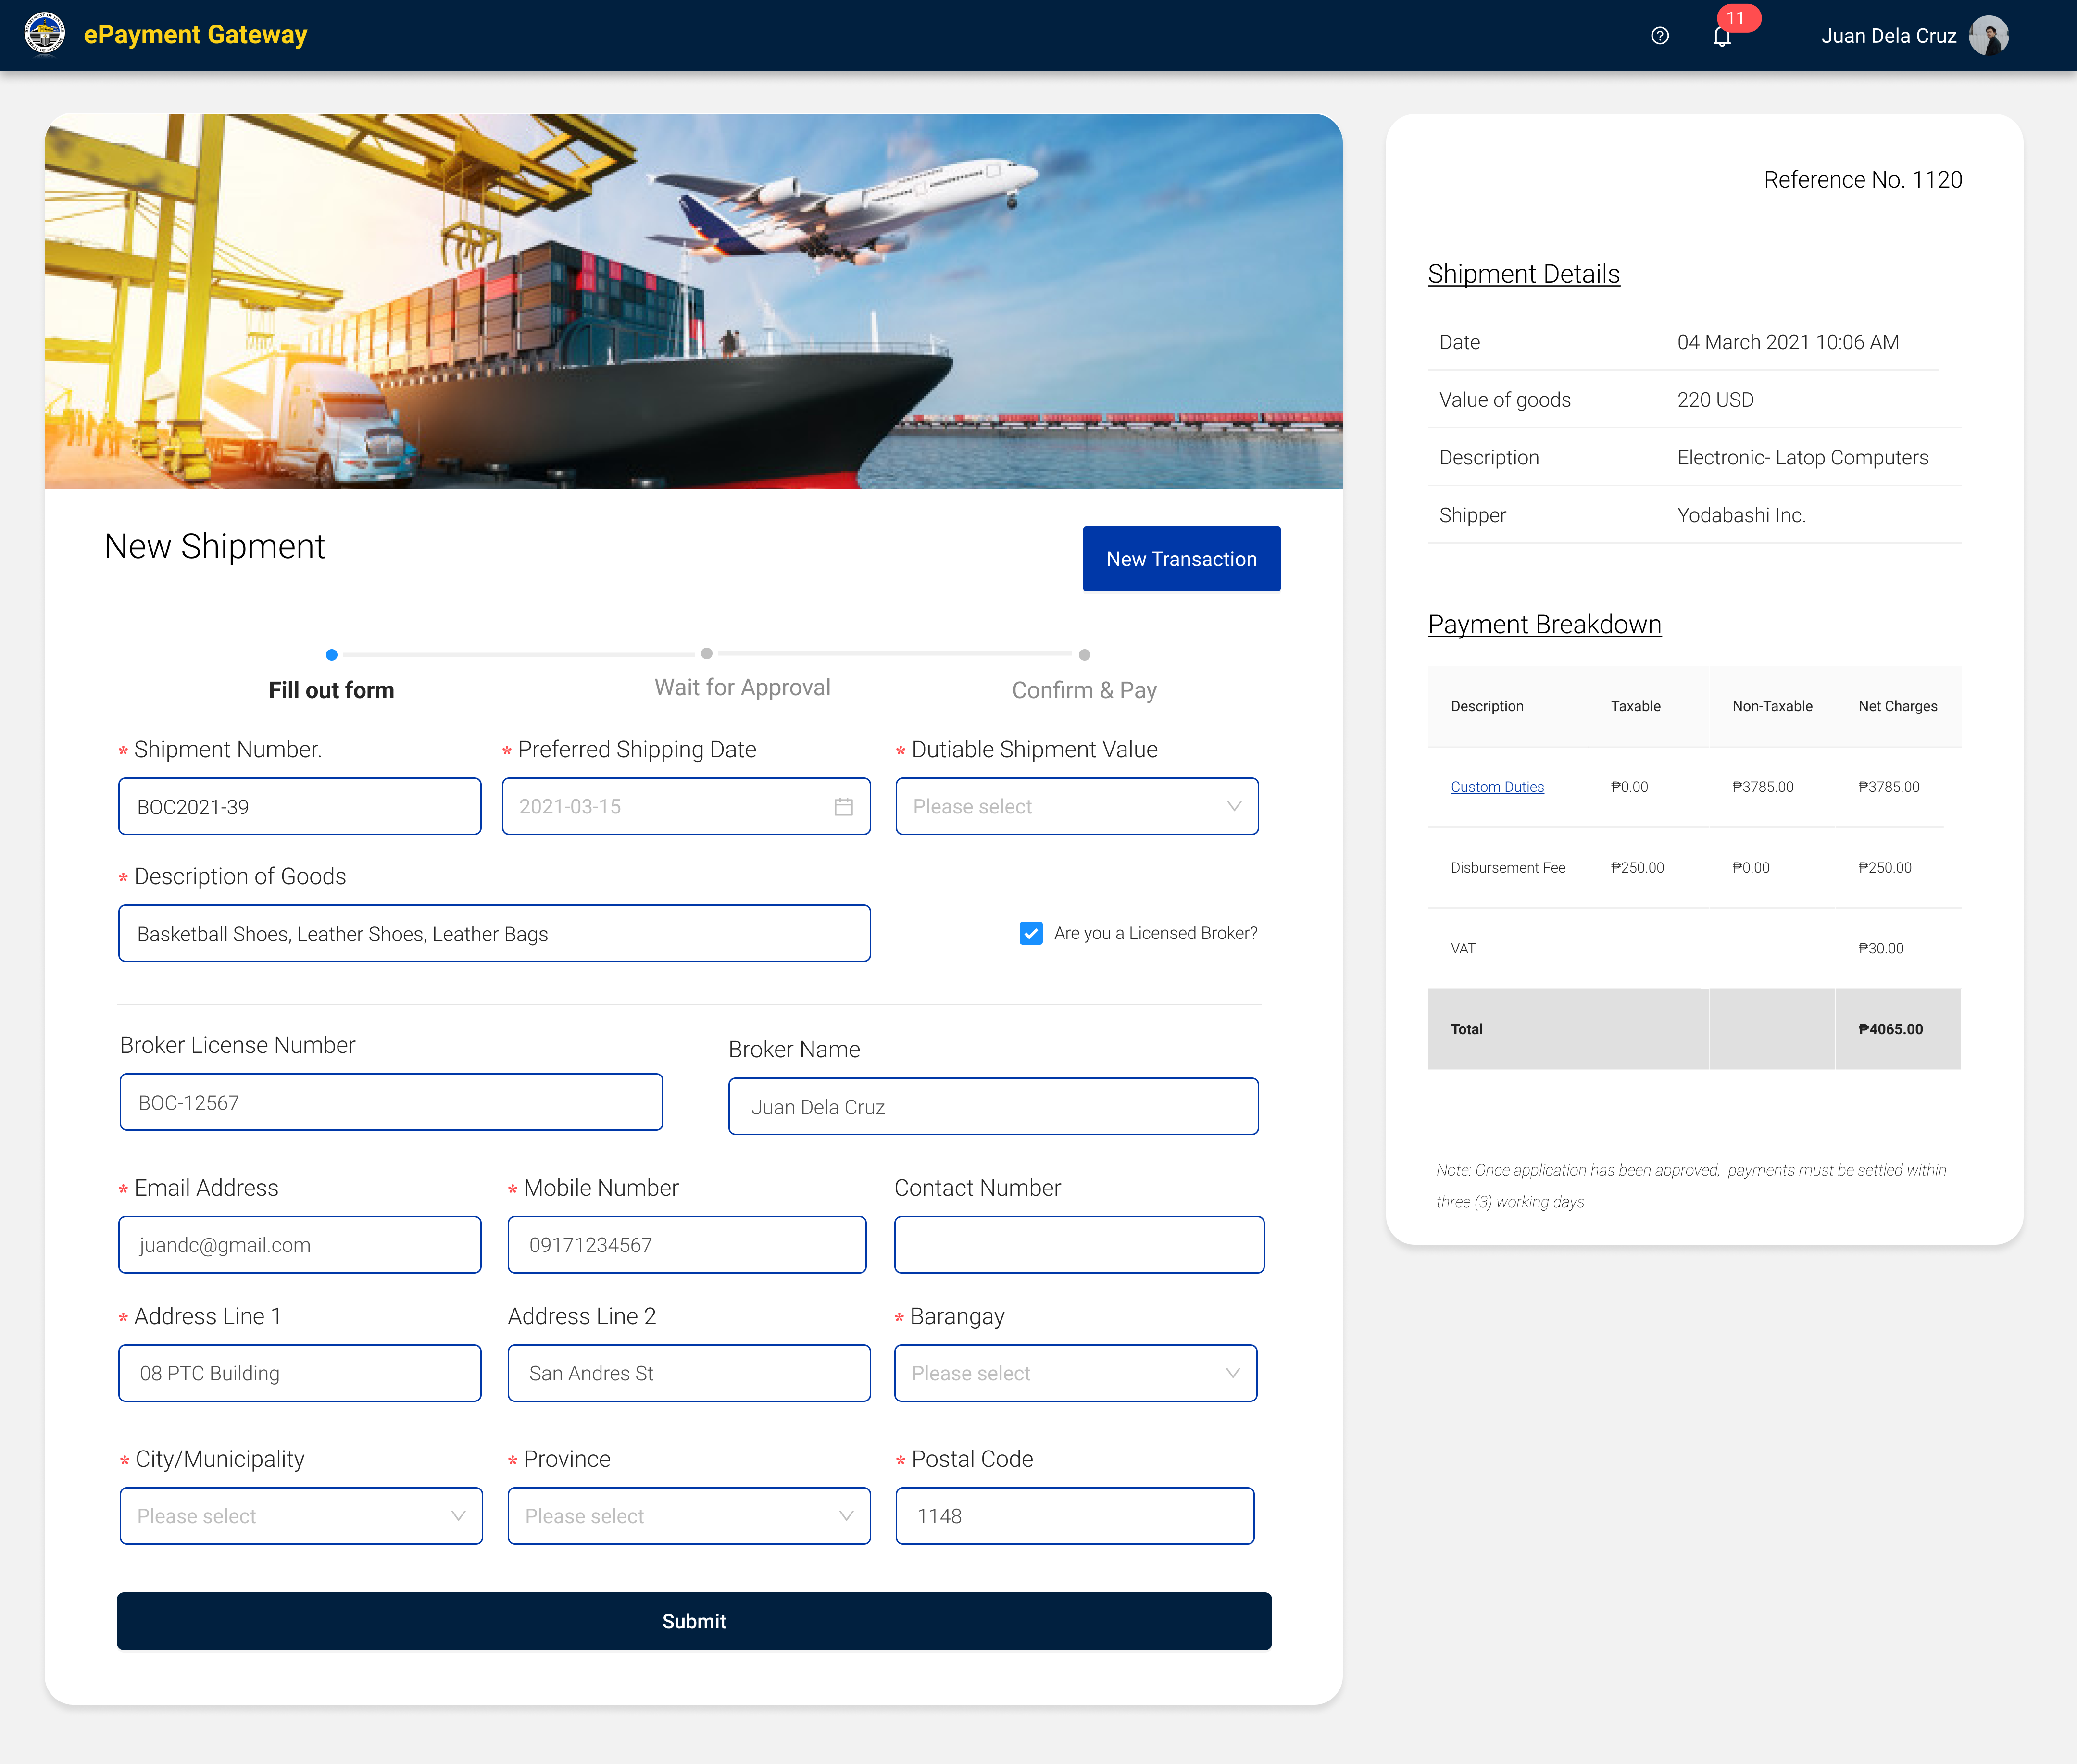 ePayment Gateway
11
Juan Dela Cruz
Reference No. 1120
Shipment Details
Date 04 March 2021 10:06 AM
Value of goods 220 USD
Description Electronic- Latop Computers
Shipper Yodabashi Inc.
Payment Breakdown
Description Taxable Non-Taxable Net Charges
Custom Duties ₱0.00 ₱3785.00 ₱3785.00
Disbursement Fee ₱250.00 ₱0.00 ₱250.00
VAT ₱30.00
Total ₱4065.00
Note: Once application has been approved, payments must be settled within
three (3) working days
New Shipment
New Transaction
Fill out form Wait for Approval Confirm & Pay
* Shipment Number. * Preferred Shipping Date * Dutiable Shipment Value
BOC2021-39 2021-03-15 Please select
* Description of Goods
Basketball Shoes, Leather Shoes, Leather Bags
Are you a Licensed Broker?
Broker License Number Broker Name
BOC-12567 Juan Dela Cruz
* Email Address * Mobile Number Contact Number
juandc@gmail.com 09171234567
* Address Line 1 Address Line 2 * Barangay
08 PTC Building San Andres St Please select
* City/Municipality * Province * Postal Code
Please select Please select 1148
Submit